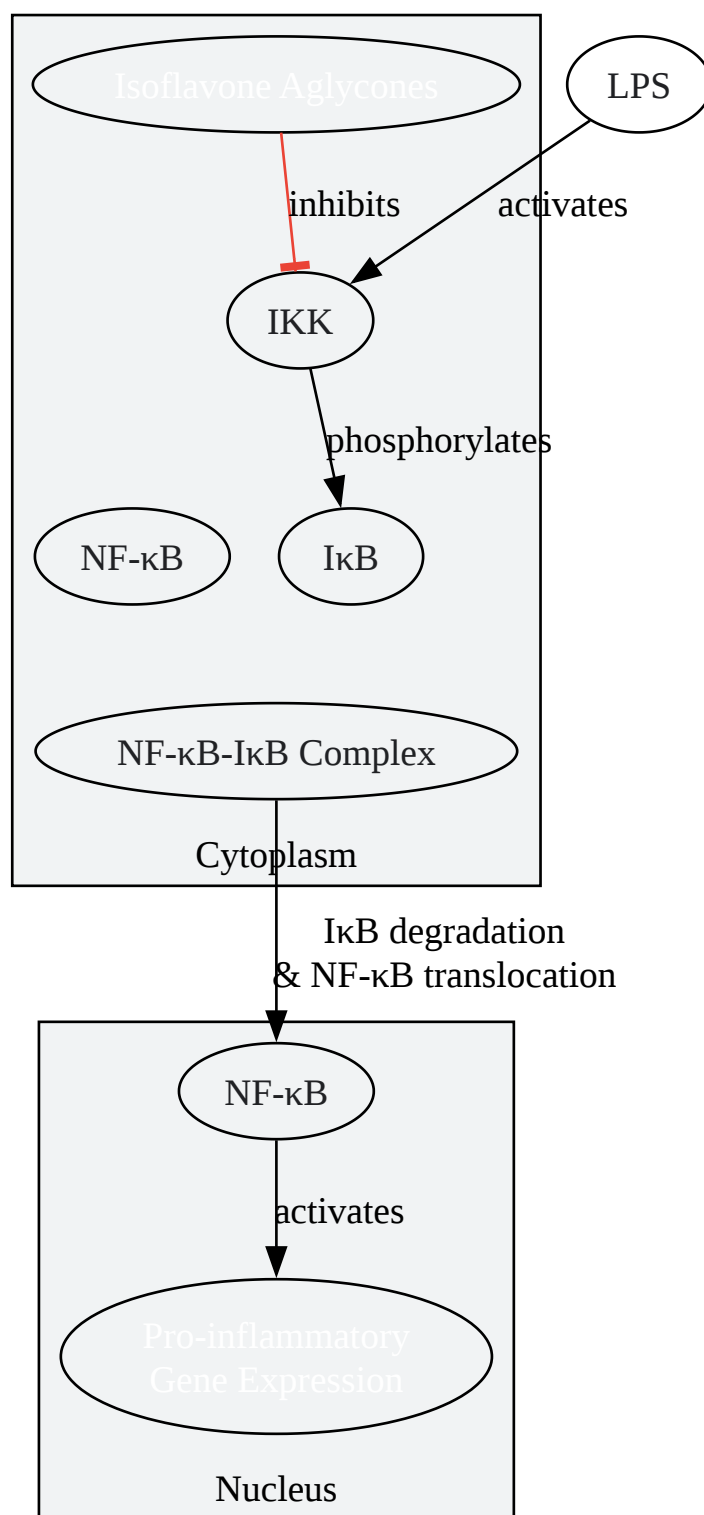 Isoflavone Aglycones
LPS
inhibits
activates
IKK
phosphorylates
NF-κB
IκB
NF-κB-IκB Complex
Cytoplasm
IκB degradation
& NF-κB translocation
NF-κB
activates
Pro-inflammatory
Gene Expression
Nucleus